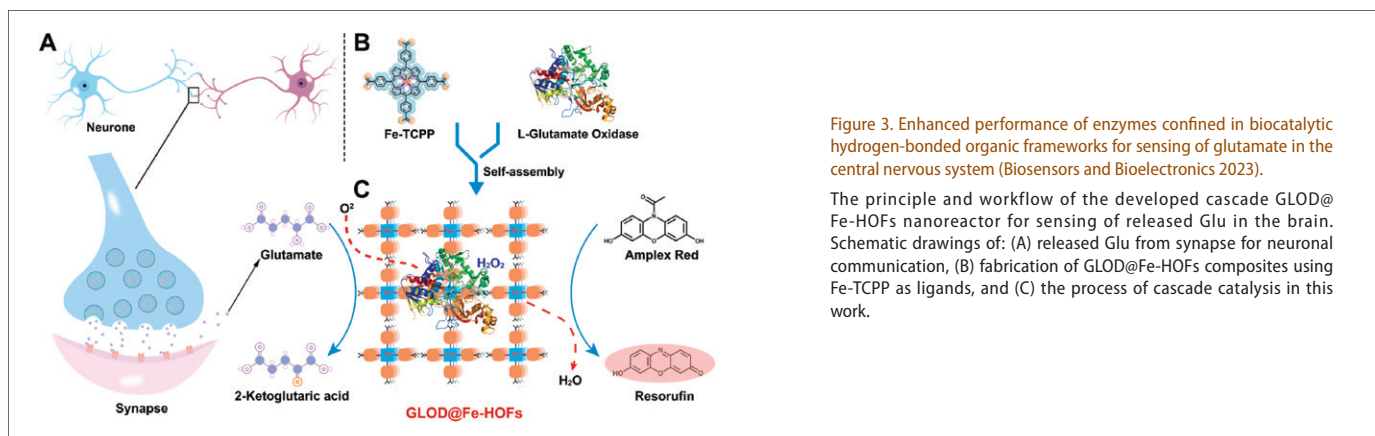 A
B
Neurone
Fe-TCPP
L-Glutamate Oxidase
Self-assembly
C
O²
Glutamate
H₂O₂
HO
N
O
O
OH
Amplex Red
2-Ketoglutaric acid
H₂O
HO
N
O
O
Resorufin
Synapse
GLOD@Fe-HOFs
Figure 3. Enhanced performance of enzymes confined in biocatalytic
hydrogen-bonded organic frameworks for sensing of glutamate in the
central nervous system (Biosensors and Bioelectronics 2023).
The principle and workflow of the developed cascade GLOD@
Fe-HOFs nanoreactor for sensing of released Glu in the brain.
Schematic drawings of: (A) released Glu from synapse for neuronal
communication, (B) fabrication of GLOD@Fe-HOFs composites using
Fe-TCPP as ligands, and (C) the process of cascade catalysis in this
work.